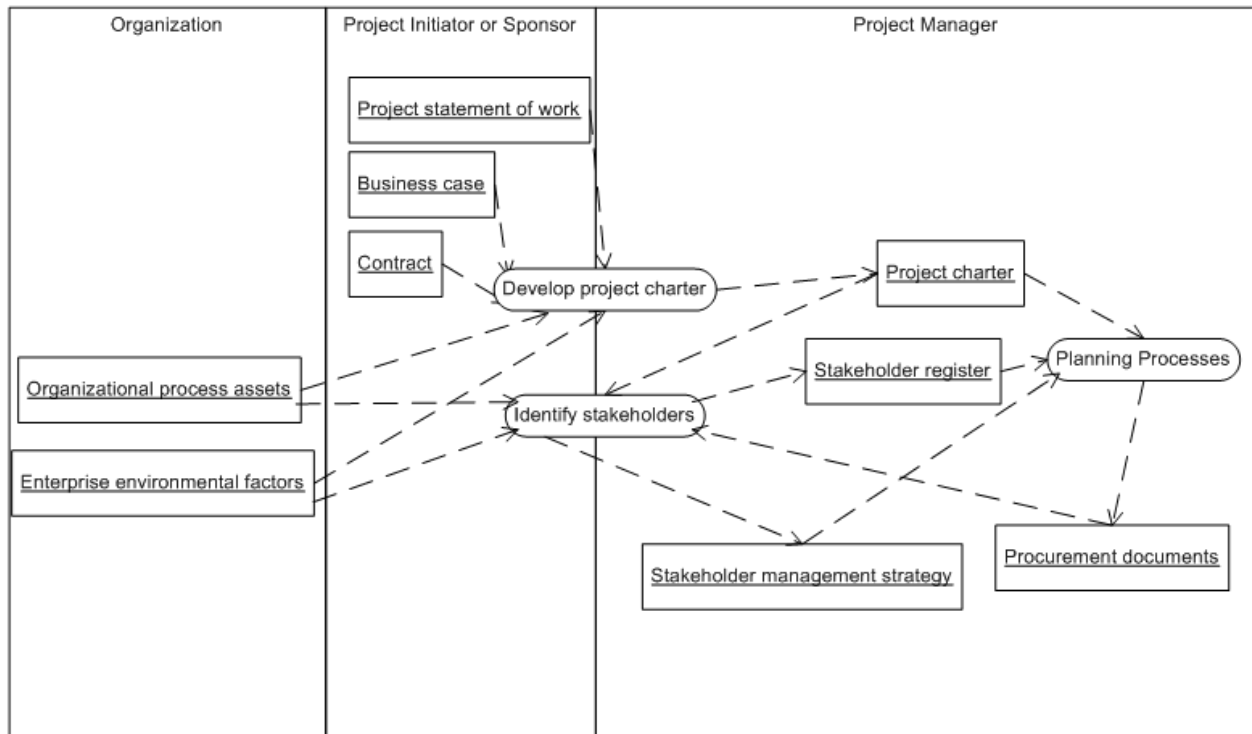 Organization
Project Initiator or Sponsor
Project Manager
Project statement of work
Business case
Contract
Develop project charter
Project charter
Organizational process assets
Stakeholder register
Planning Processes
Identify stakeholders
Enterprise environmental factors
Stakeholder management strategy
Procurement documents